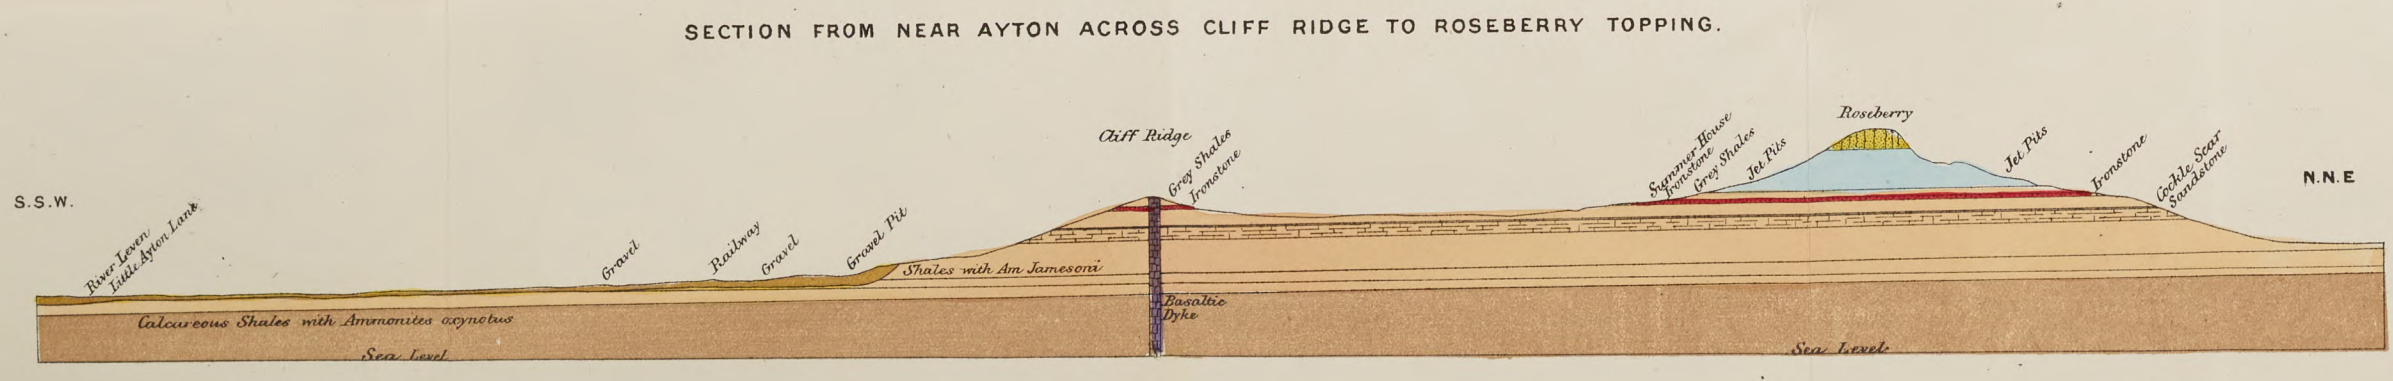 SECTION FROM NEAR AYTON ACROSS CLIFF RIDGE TO ROSEBERRY TOPPING.
S.S.W.
River Leven
Little Ayton Lane
Gravel
Railway
Gravel
Gravel Pit
Cliff Ridge
Grey Shales
Ironstone
Summer House
Ironstone
Grey Shales
Jet Pits
Roseberry
Jet Pits
Ironstone
Cockle Scar
Sandstone
N.N.E
Shales with Am Jamesoni
Basaltic
Dyke
Calcareous Shales with Ammonites oxynotus
Sea Level
Sea Level